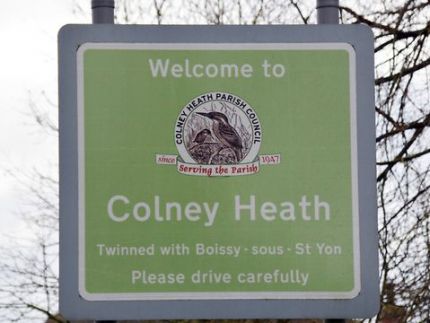 Welcome to
COLNEY HEATH PARISH COUNCIL
since 1947
Serving the Parish
Colney Heath
Twinned with Boissy - sous - St Yon
Please drive carefully